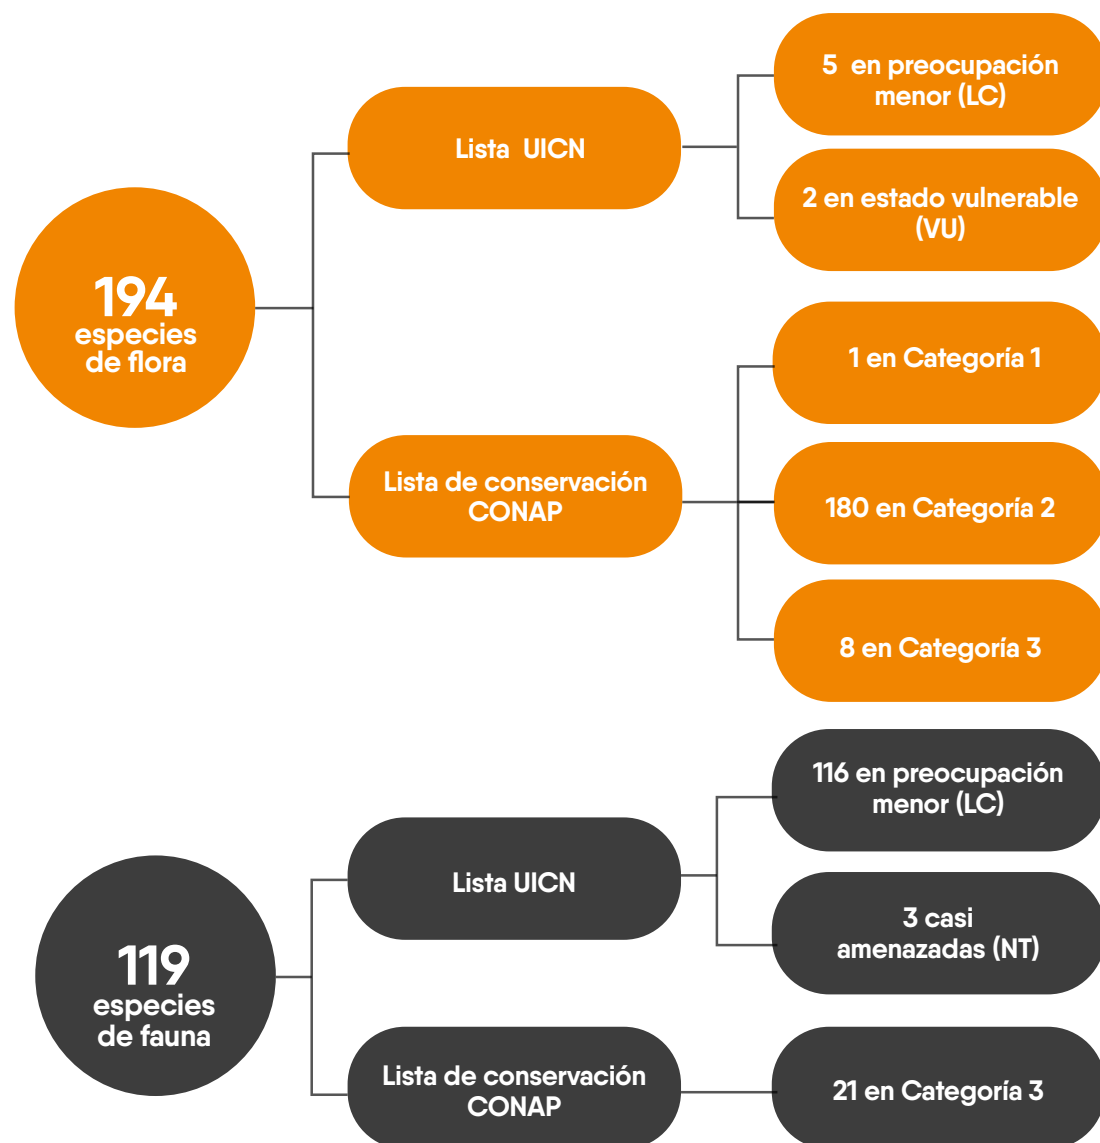 194
especies
de flora
Lista UICN
5 en preocupación
menor (LC)
2 en estado vulnerable
(VU)
Lista de conservación
CONAP
1 en Categoría 1
180 en Categoría 2
8 en Categoría 3
119
especies
de fauna
Lista UICN
116 en preocupación
menor (LC)
3 casi
amenazadas (NT)
Lista de conservación
CONAP
21 en Categoría 3